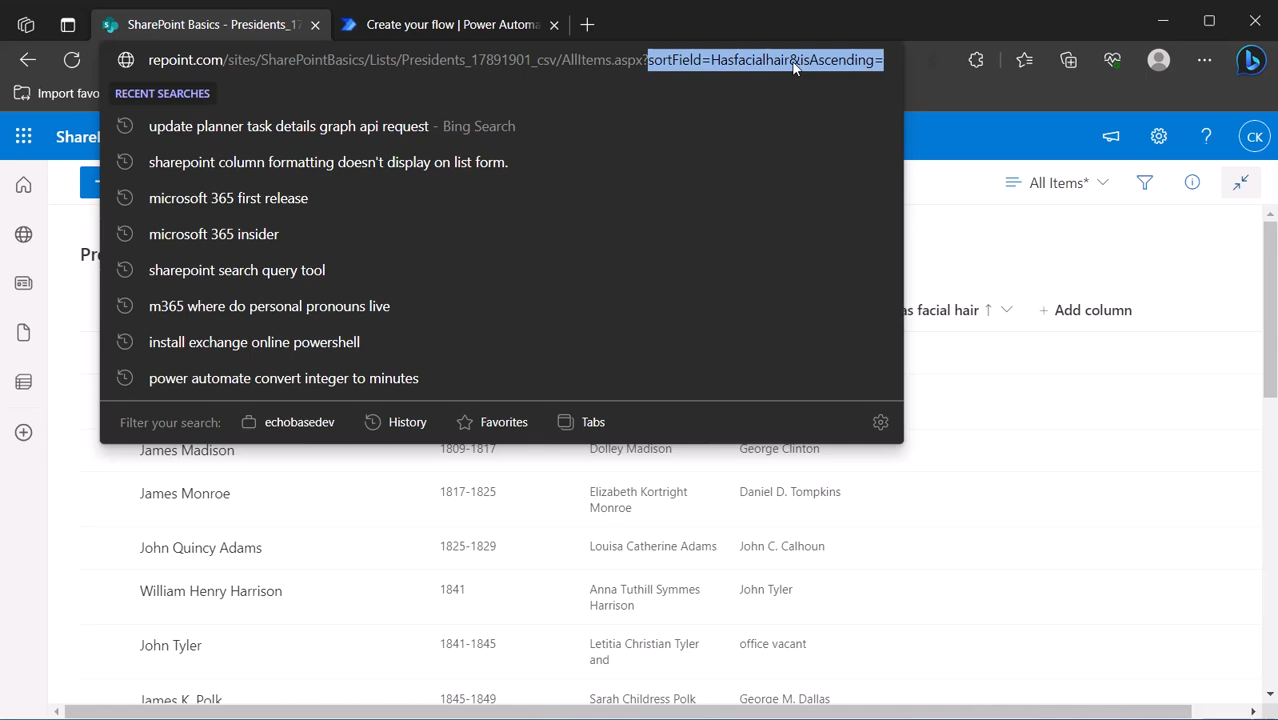 SharePoint Basics - Presidents_17
Create your flow | Power Automa
repoint.com/sites/SharePointBasics/Lists/Presidents_17891901_csv/AllItems.aspx?sortField=Hasfacialhair&isAscending=
Import favo
RECENT SEARCHES
update planner task details graph api request - Bing Search
ShareP
CK
sharepoint column formatting doesn't display on list form.
All Items*
microsoft 365 first release
microsoft 365 insider
Pre
sharepoint search query tool
m365 where do personal pronouns live
as facial hair
Add column
install exchange online powershell
power automate convert integer to minutes
Filter your search:
echobasedev
History
Favorites
Tabs
James Madison 1809-1817 Dolley Madison George Clinton
James Monroe 1817-1825 Elizabeth Kortright Daniel D. Tompkins
Monroe
John Quincy Adams 1825-1829 Louisa Catherine Adams John C. Calhoun
William Henry Harrison 1841 Anna Tuthill Symmes John Tyler
Harrison
John Tyler 1841-1845 Letitia Christian Tyler office vacant
and
James K. Polk 1845-1849 Sarah Childress Polk George M. Dallas